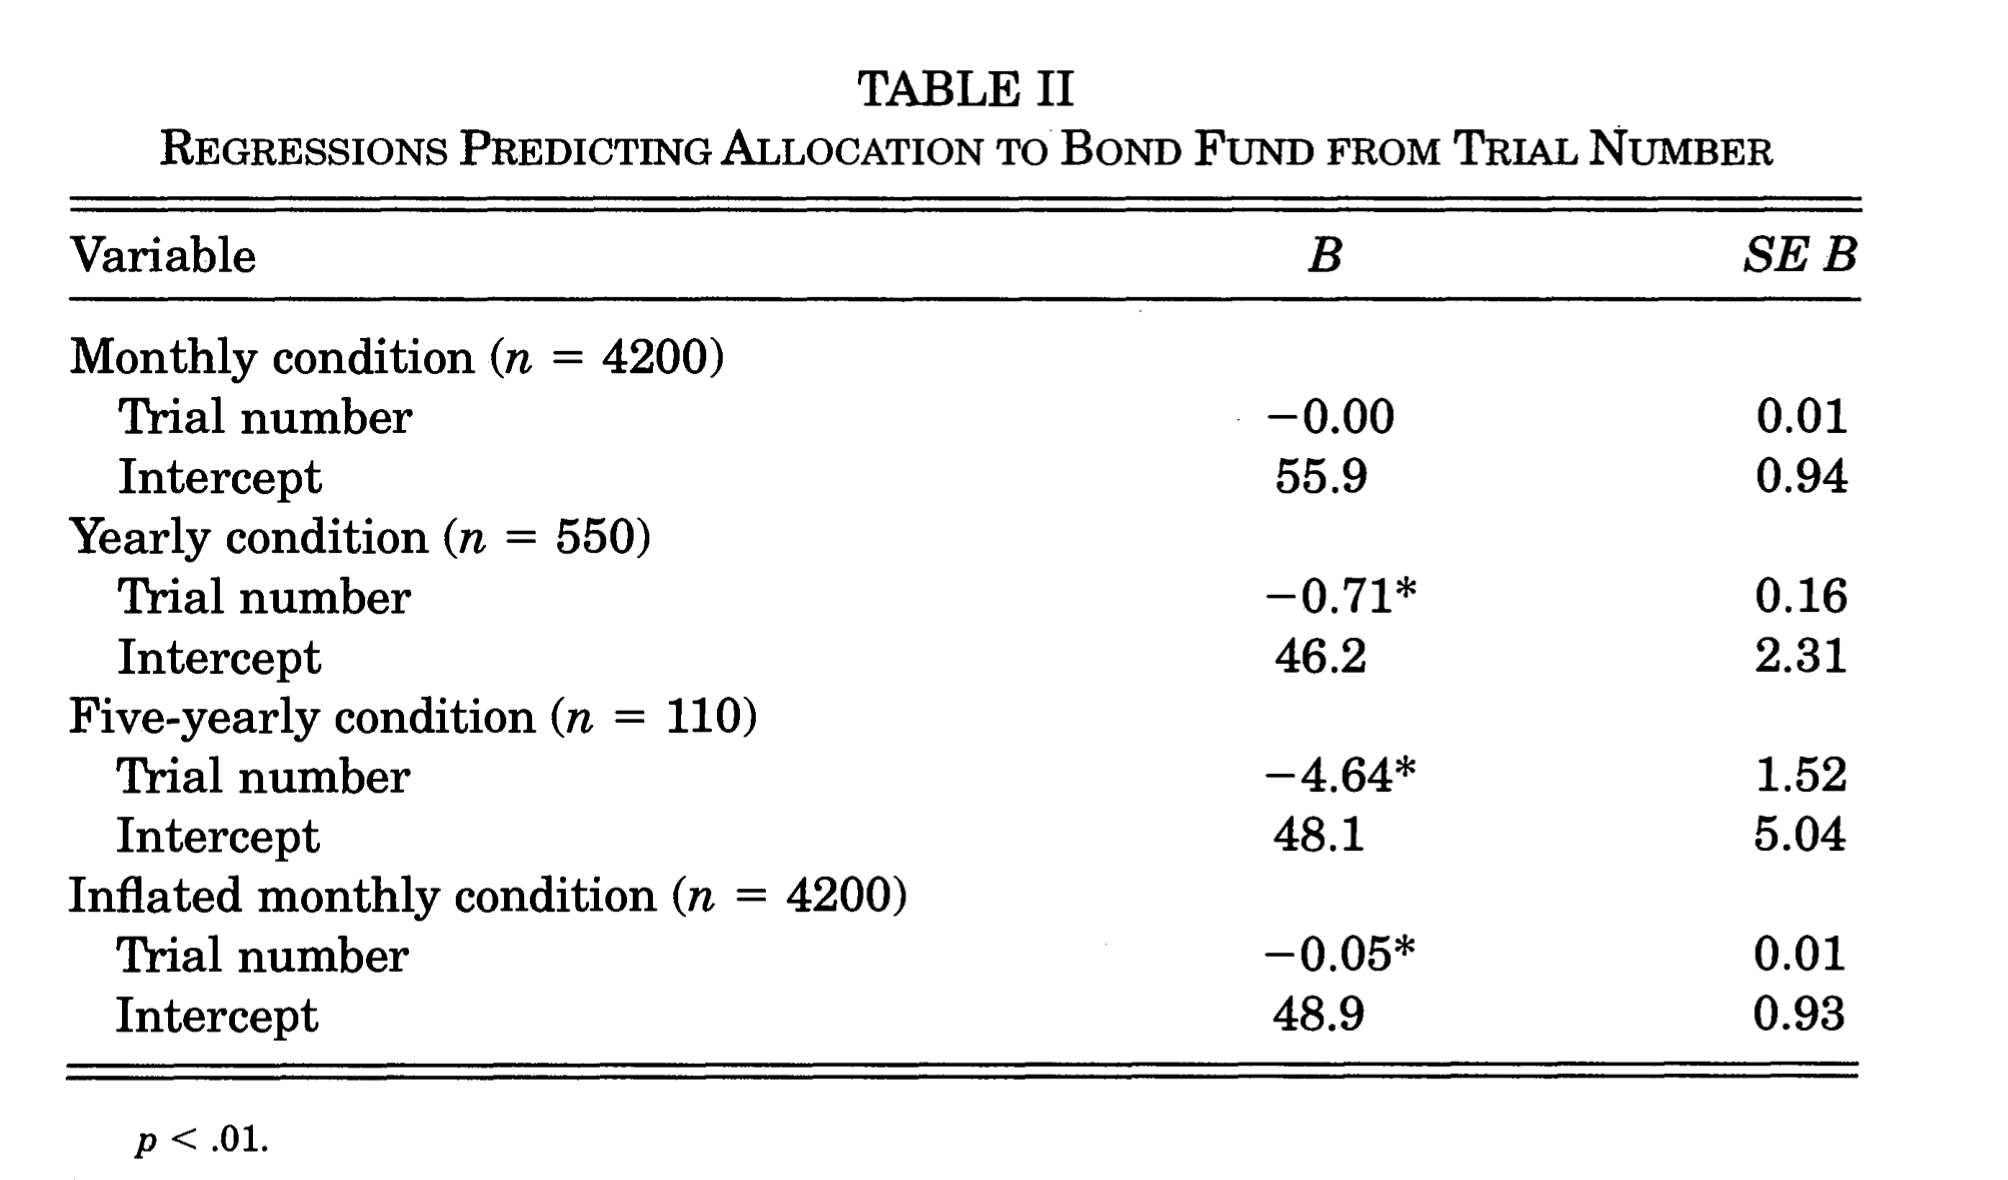 TABLE II
REGRESSIONS PREDICTING ALLOCATION TO BOND FUND FROM TRIAL NUMBER
Variable B SE B
Monthly condition (n = 4200)
Trial number −0.00 0.01
Intercept 55.9 0.94
Yearly condition (n = 550)
Trial number −0.71* 0.16
Intercept 46.2 2.31
Five-yearly condition (n = 110)
Trial number −4.64* 1.52
Intercept 48.1 5.04
Inflated monthly condition (n = 4200)
Trial number −0.05* 0.01
Intercept 48.9 0.93
p < .01.